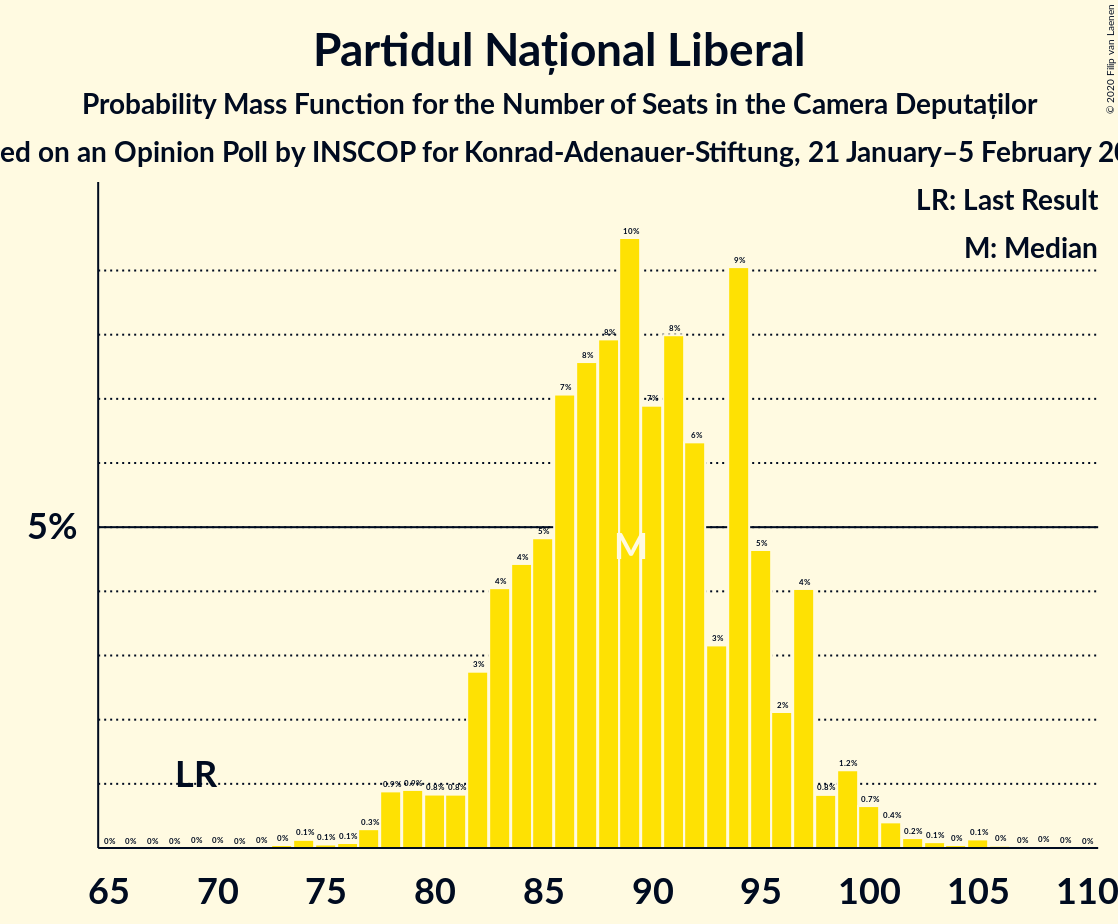 Partidul Național Liberal
Probability Mass Function for the Number of Seats in the Camera Deputaților
ed on an Opinion Poll by INSCOP for Konrad-Adenauer-Stiftung, 21 January–5 February 20
© 2020 Filip van Laenen
LR: Last Result
M: Median
5%
LR
M
0% 0% 0% 0% 0% 0% 0% 0% 0% 0.1% 0.1% 0.1% 0.3% 0.9% 0.9% 0.8% 0.8% 3% 4% 4% 5% 7% 8% 8% 10% 7% 8% 6% 3% 9% 5% 2% 4% 0.8% 1.2% 0.7% 0.4% 0.2% 0.1% 0% 0.1% 0% 0% 0% 0% 0%
65 70 75 80 85 90 95 100 105 110